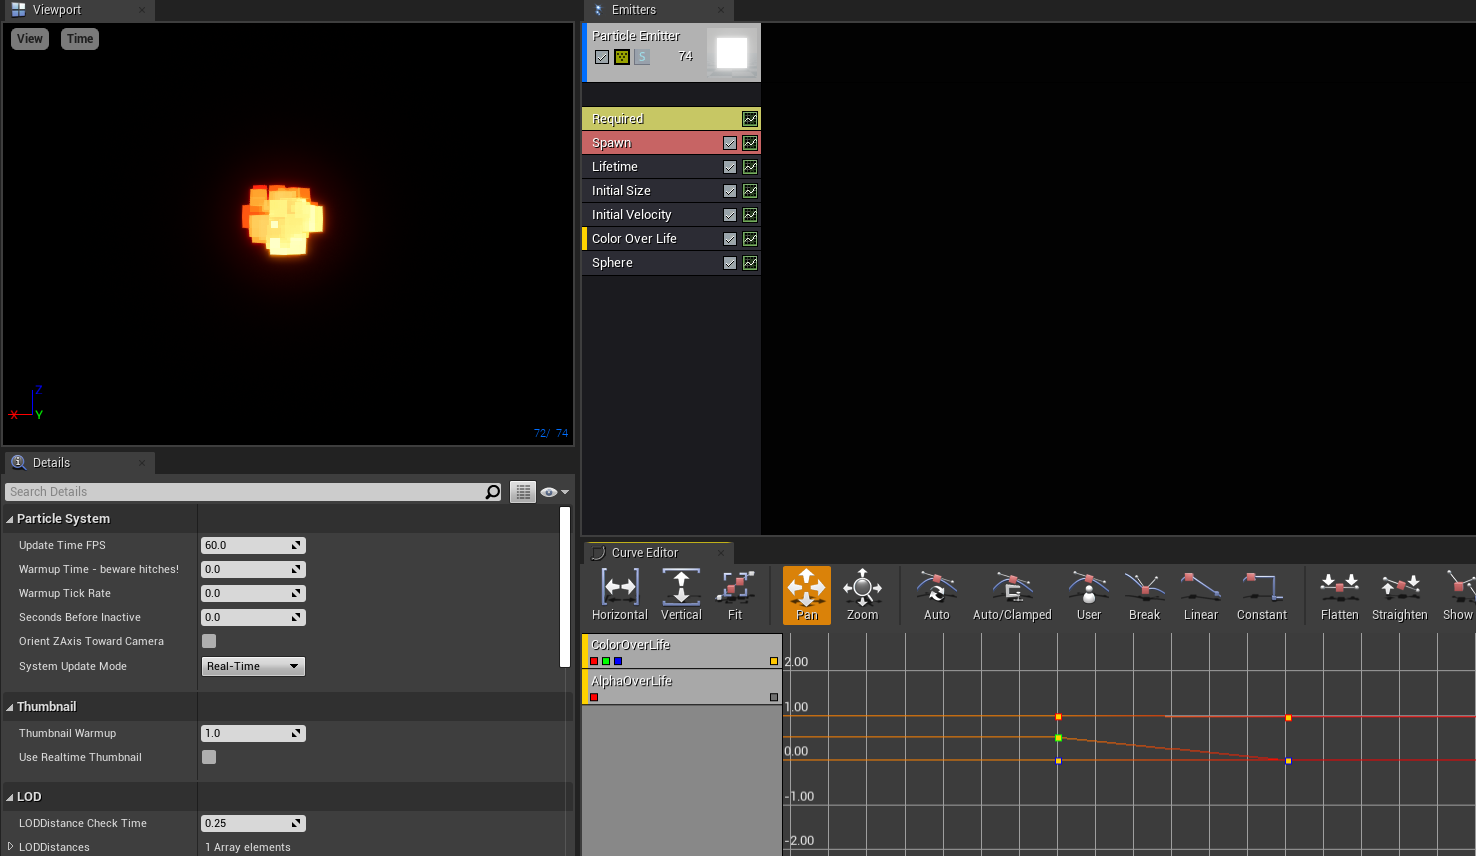 Viewport
View
Time
X
Z
Y
72/ 74
Emitters
Particle Emitter
S
74
Required
Spawn
Lifetime
Initial Size
Initial Velocity
Color Over Life
Sphere
Details
Search Details
Particle System
Update Time FPS
60.0
Warmup Time - beware hitches!
0.0
Warmup Tick Rate
0.0
Seconds Before Inactive
0.0
Orient ZAxis Toward Camera
System Update Mode
Real-Time
Thumbnail
Thumbnail Warmup
1.0
Use Realtime Thumbnail
LOD
LODDistance Check Time
0.25
LODDistances
1 Array elements
Curve Editor
Horizontal
Vertical
Fit
Pan
Zoom
Auto
Auto/Clamped
User
Break
Linear
Constant
Flatten
Straighten
Show
ColorOverLife
AlphaOverLife
2.00
1.00
0.00
-1.00
-2.00